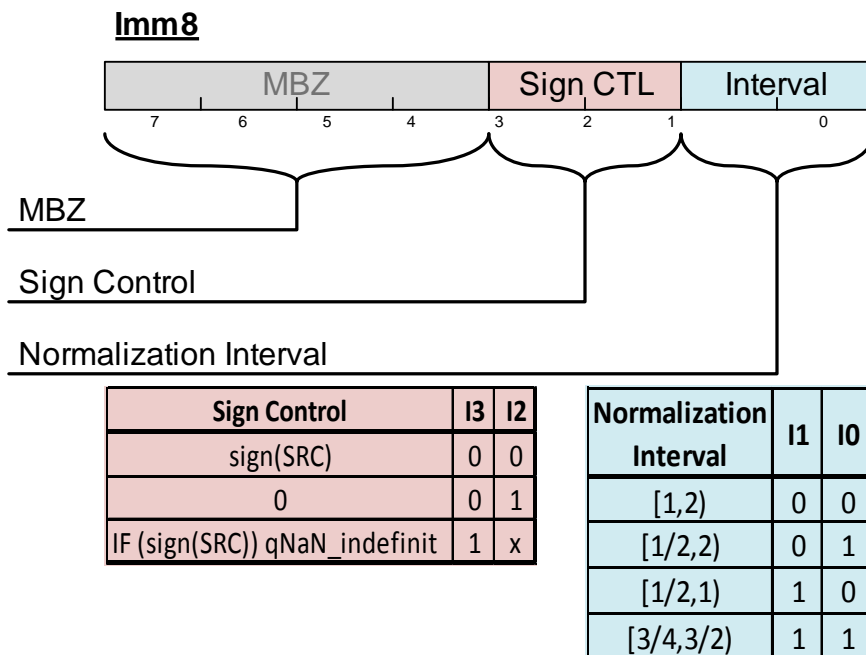 Imm8
MBZ Sign CTL Interval
7 6 5 4 3 2 1 0
MBZ
Sign Control
Normalization Interval
Sign Control I3 I2
sign(SRC) 0 0
0 0 1
IF (sign(SRC)) qNaN_indefinit 1 x
Normalization
Interval I1 I0
[1,2) 0 0
[1/2,2) 0 1
[1/2,1) 1 0
[3/4,3/2) 1 1